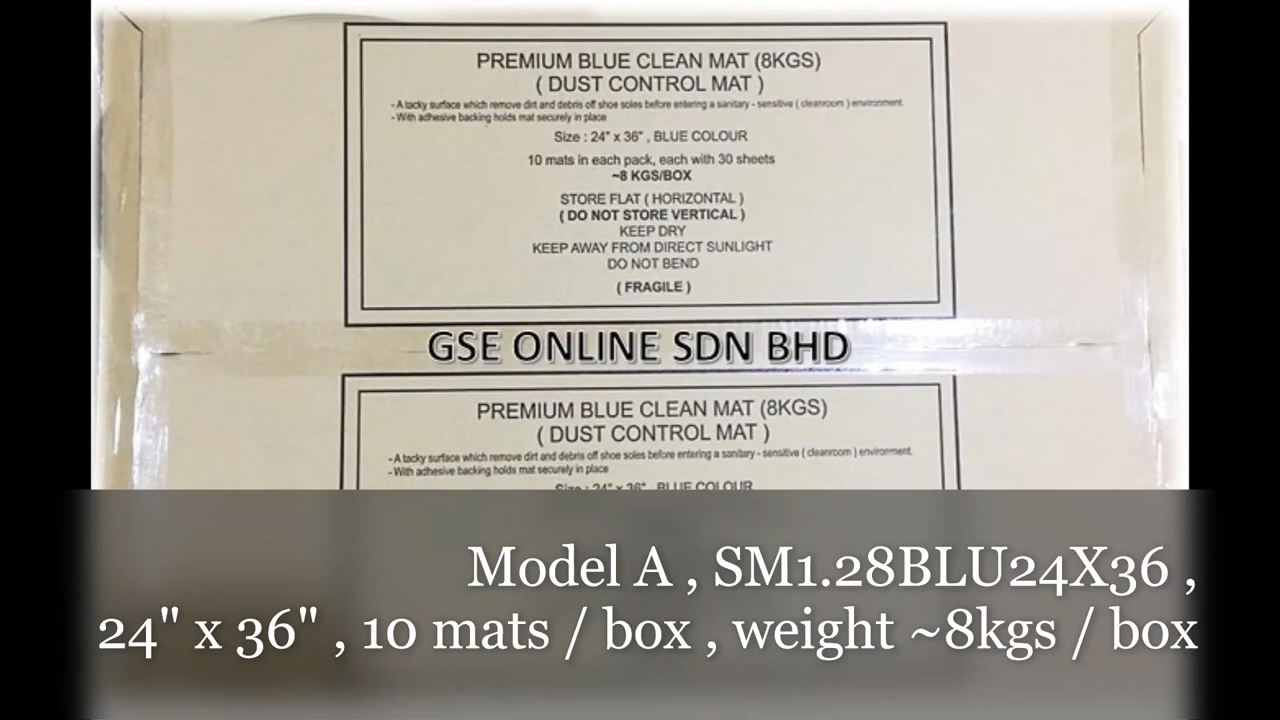 PREMIUM BLUE CLEAN MAT (8KGS)
( DUST CONTROL MAT )
- A tacky surface which remove dirt and debris off shoe soles before entering a sanitary - sensitive ( cleanroom ) environment.
- With adhesive backing holds mat securely in place
Size : 24" x 36" , BLUE COLOUR
10 mats in each pack, each with 30 sheets
~8 KGS/BOX
STORE FLAT ( HORIZONTAL )
( DO NOT STORE VERTICAL )
KEEP DRY
KEEP AWAY FROM DIRECT SUNLIGHT
DO NOT BEND
( FRAGILE )
GSE ONLINE SDN BHD
PREMIUM BLUE CLEAN MAT (8KGS)
( DUST CONTROL MAT )
- A tacky surface which remove dirt and debris off shoe soles before entering a sanitary - sensitive ( cleanroom ) environment.
- With adhesive backing holds mat securely in place
Size : 24" x 36" , BLUE COLOUR
Model A , SM1.28BLU24X36 ,
24" x 36" , 10 mats / box , weight ~8kgs / box